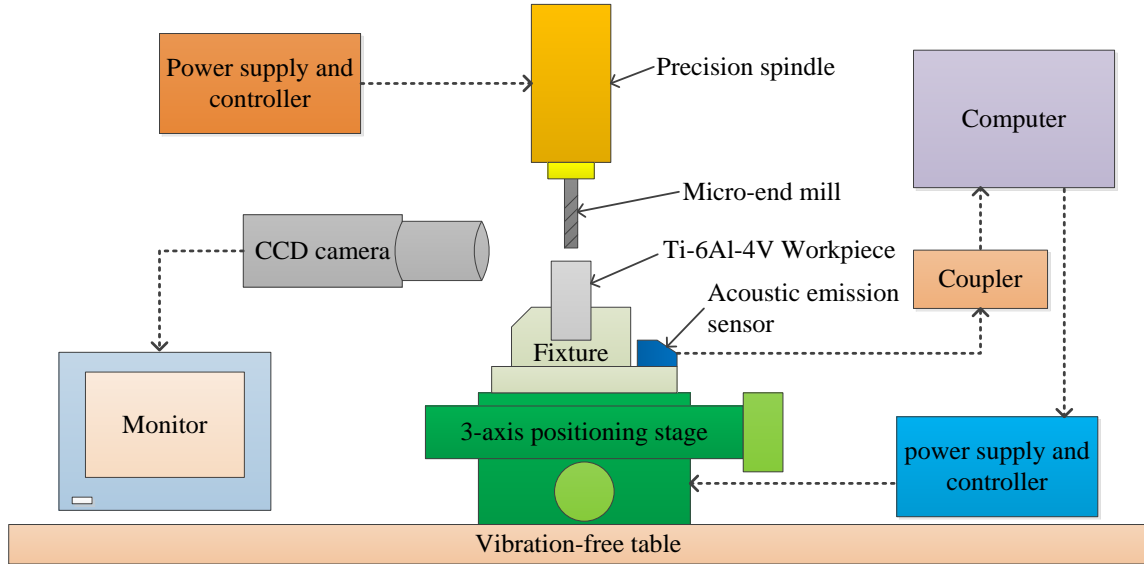 Power supply and
controller
Precision spindle
Computer
Micro-end mill
CCD camera
Ti-6Al-4V Workpiece
Acoustic emission
sensor
Coupler
Fixture
Monitor
3-axis positioning stage
power supply and
controller
Vibration-free table